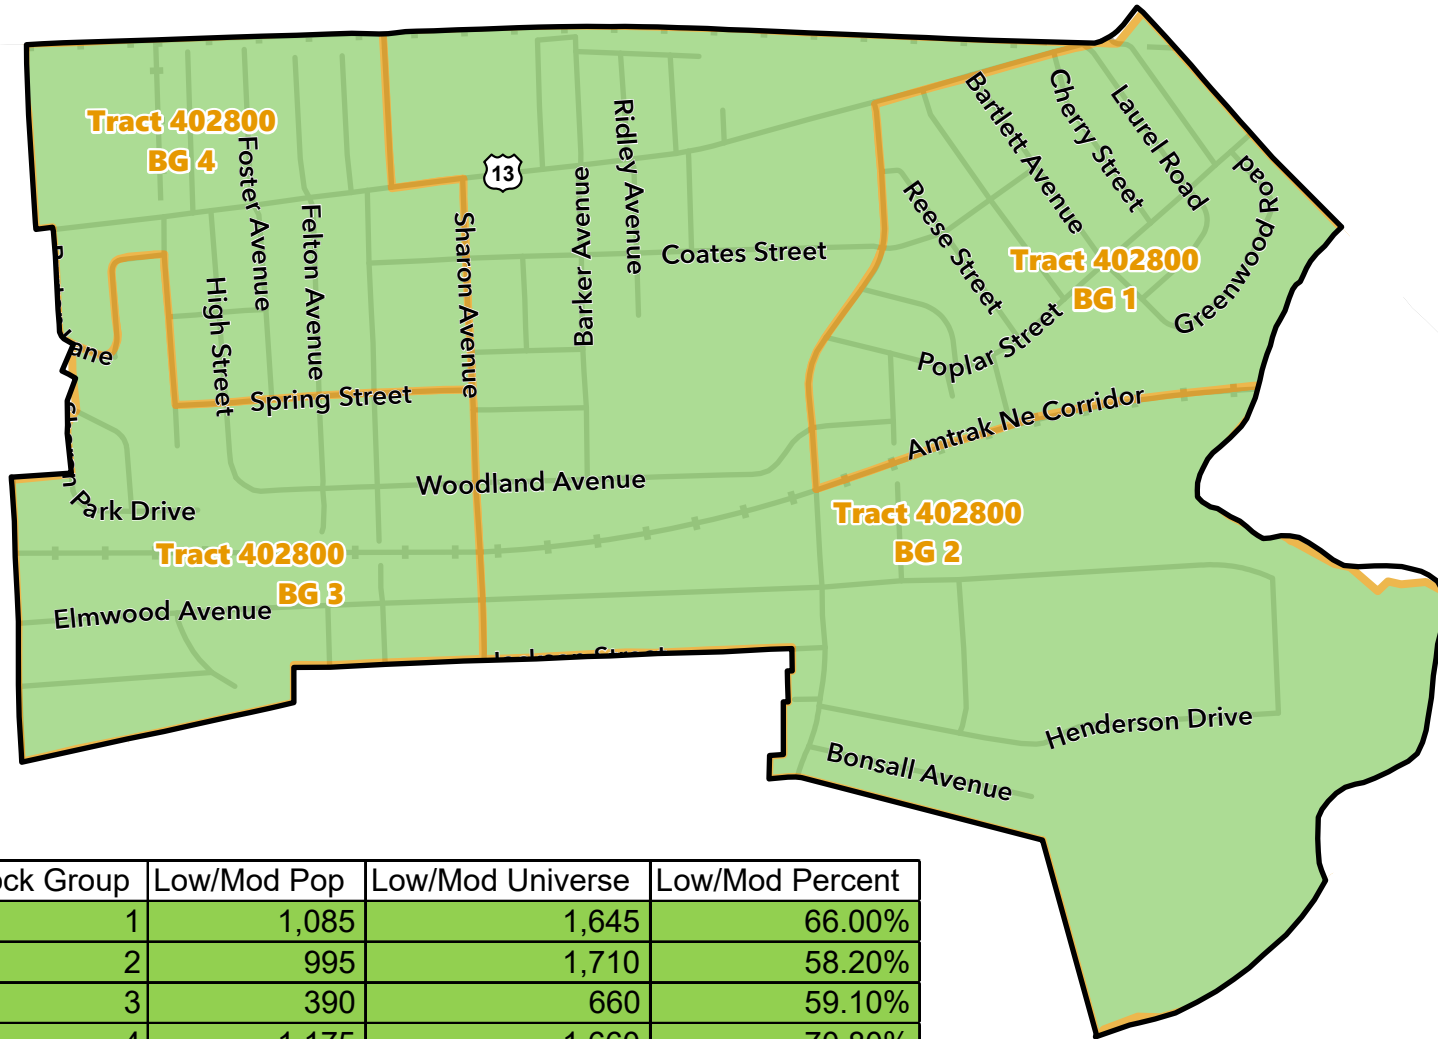 Tract 402800
BG 4
13
Foster Avenue
Felton Avenue
High Street
Spring Street
Sharon Avenue
Barker Avenue
Ridley Avenue
Coates Street
Bartlett Avenue
Cherry Street
Laurel Road
Greenwood Road
Reese Street
Poplar Street
Tract 402800
BG 1
Amtrak Ne Corridor
Woodland Avenue
Park Drive
Tract 402800
BG 3
Tract 402800
BG 2
Elmwood Avenue
Henderson Drive
Bonsall Avenue
Group Low/Mod Pop Low/Mod Universe Low/Mod Percent
1 1,085 1,645 66.00%
2 995 1,710 58.20%
3 390 660 59.10%